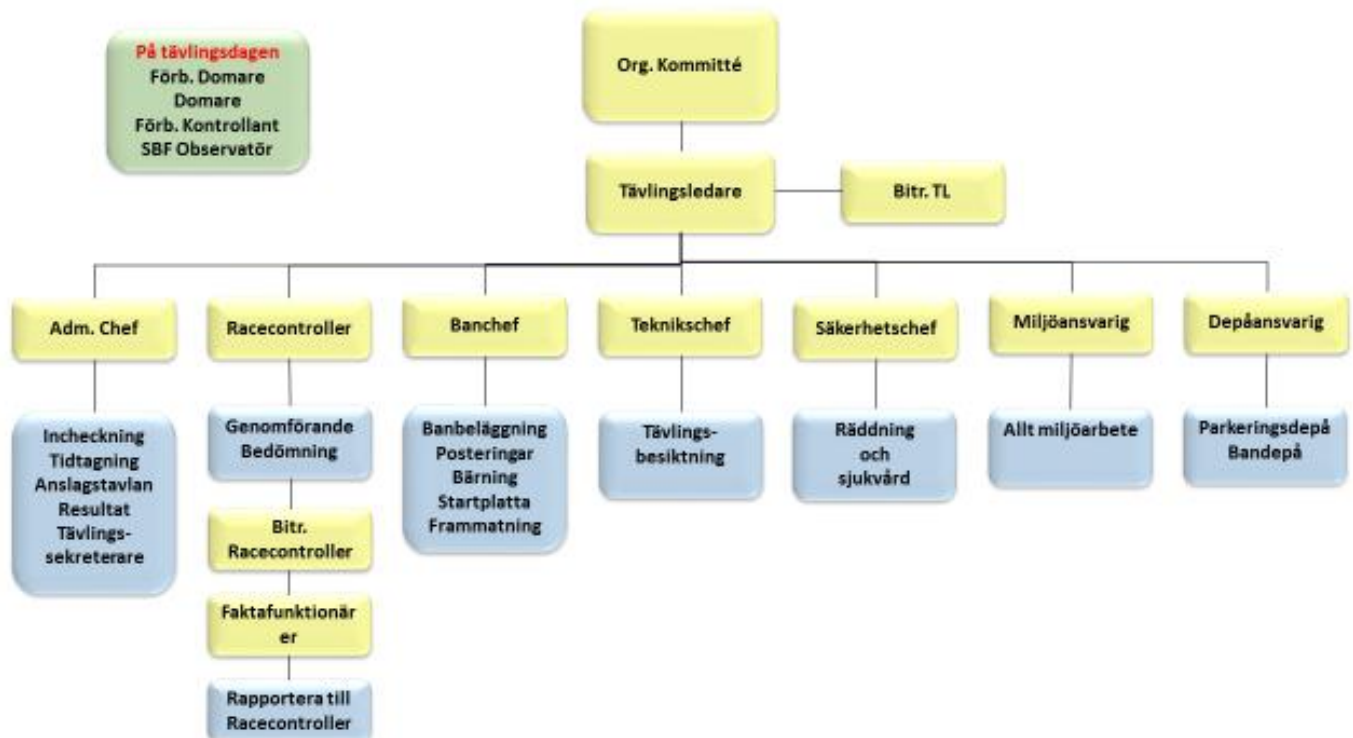 På tävlingsdagen
Förb. Domare
Domare
Förb. Kontrollant
SBF Observatör
Org. Kommitté
Tävlingsledare
Bitr. TL
Adm. Chef
Racecontroller
Banchef
Teknikschef
Säkerhetschef
Miljöansvarig
Depåansvarig
Incheckning
Tidtagning
Anslagstavlan
Resultat
Tävlings-
sekreterare
Genomförande
Bedömning
Bitr.
Racecontroller
Faktafunktionär
er
Rapportera till
Racecontroller
Banbeläggning
Posteringar
Bärning
Startplatta
Frammatning
Tävlings-
besiktning
Räddning
och
sjukvård
Allt miljöarbete
Parkeringsdepå
Bandepå